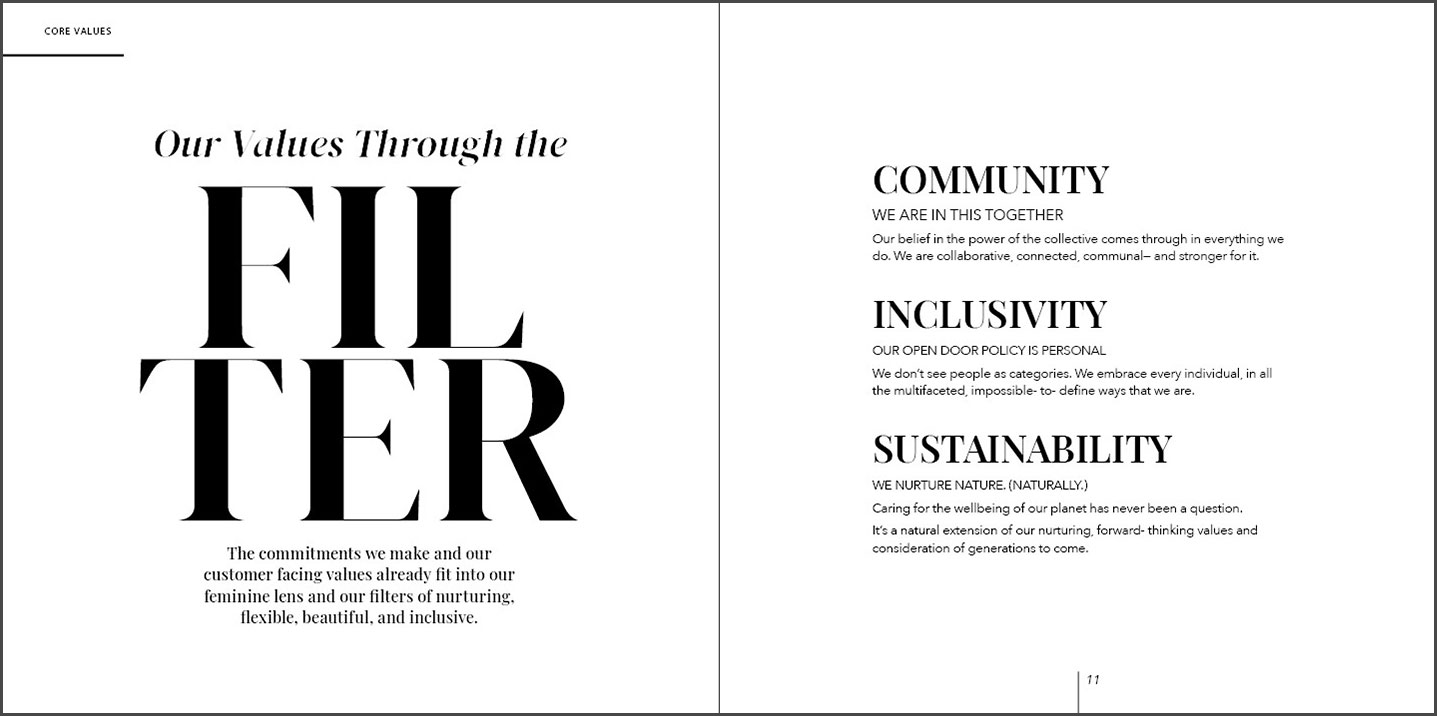 CORE VALUES
Our Values Through the
FIL
TER
The commitments we make and our
customer facing values already fit into our
feminine lens and our filters of nurturing,
flexible, beautiful, and inclusive.
COMMUNITY
WE ARE IN THIS TOGETHER
Our belief in the power of the collective comes through in everything we
do. We are collaborative, connected, communal– and stronger for it.
INCLUSIVITY
OUR OPEN DOOR POLICY IS PERSONAL
We don't see people as categories. We embrace every individual, in all
the multifaceted, impossible- to- define ways that we are.
SUSTAINABILITY
WE NURTURE NATURE. (NATURALLY.)
Caring for the wellbeing of our planet has never been a question.
It's a natural extension of our nurturing, forward- thinking values and
consideration of generations to come.
11